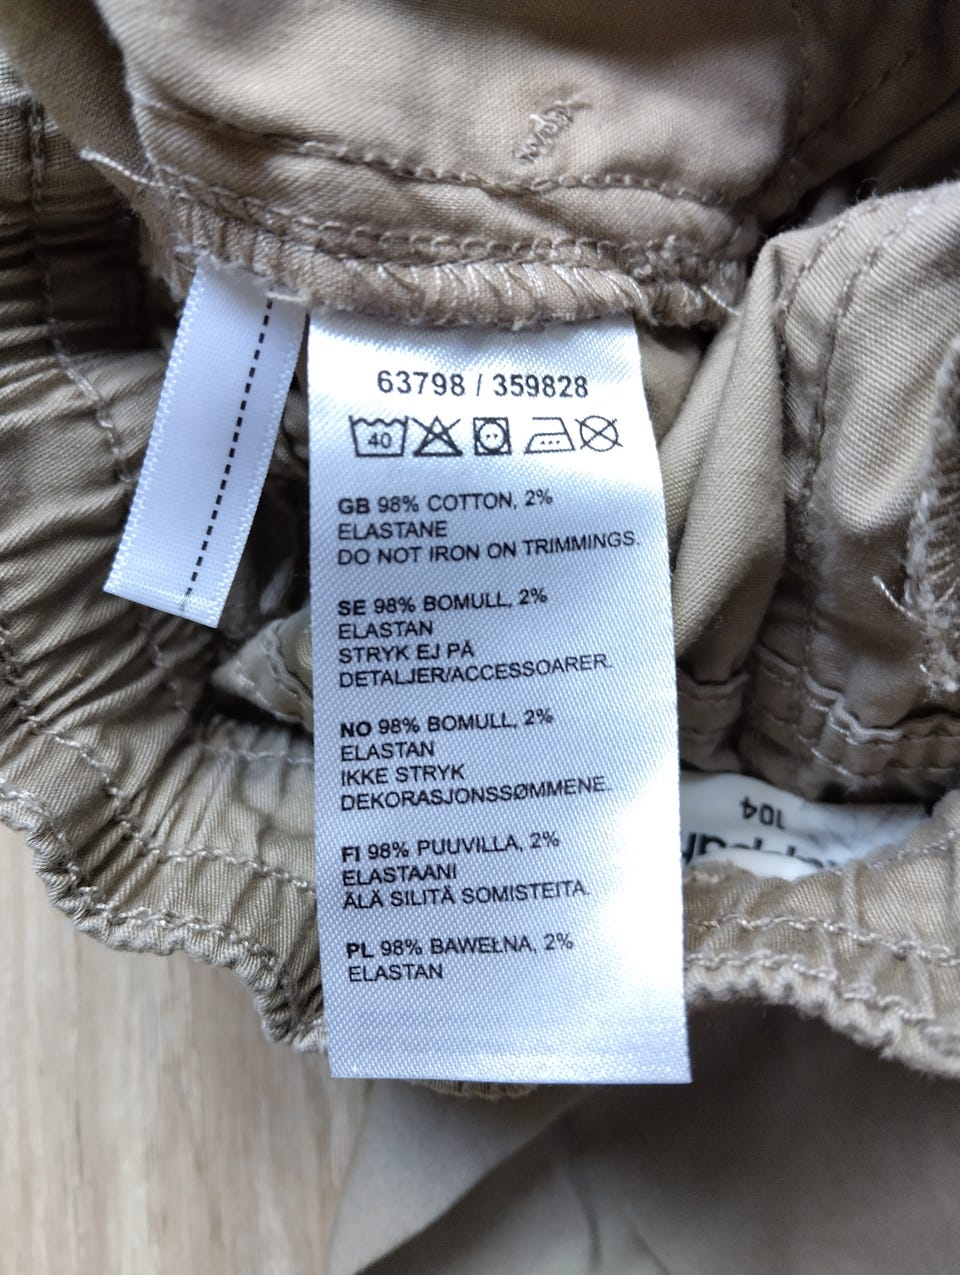 63798 / 359828
40
GB 98% COTTON, 2%
ELASTANE
DO NOT IRON ON TRIMMINGS.
SE 98% BOMULL, 2%
ELASTAN
STRYK EJ PÅ
DETALJER/ACCESSOARER.
NO 98% BOMULL, 2%
ELASTAN
IKKE STRYK
DEKORASJONSSØMMENE.
FI 98% PUUVILLA, 2%
ELASTAANI
ÄLÄ SILITÄ SOMISTEITA.
PL 98% BAWEŁNA, 2%
ELASTAN
104